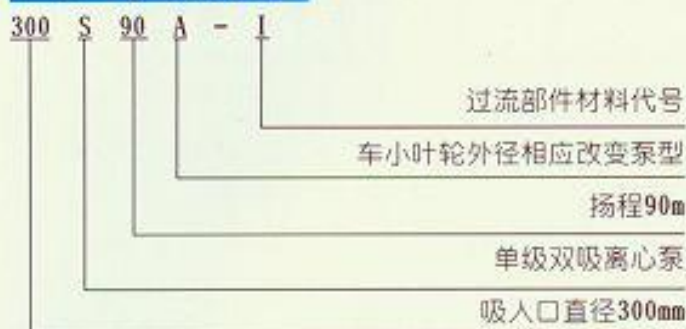 300 S 90 A - I
过流部件材料代号
车小叶轮外径相应改变泵型
扬程90m
单级双吸离心泵
吸入口直径300mm